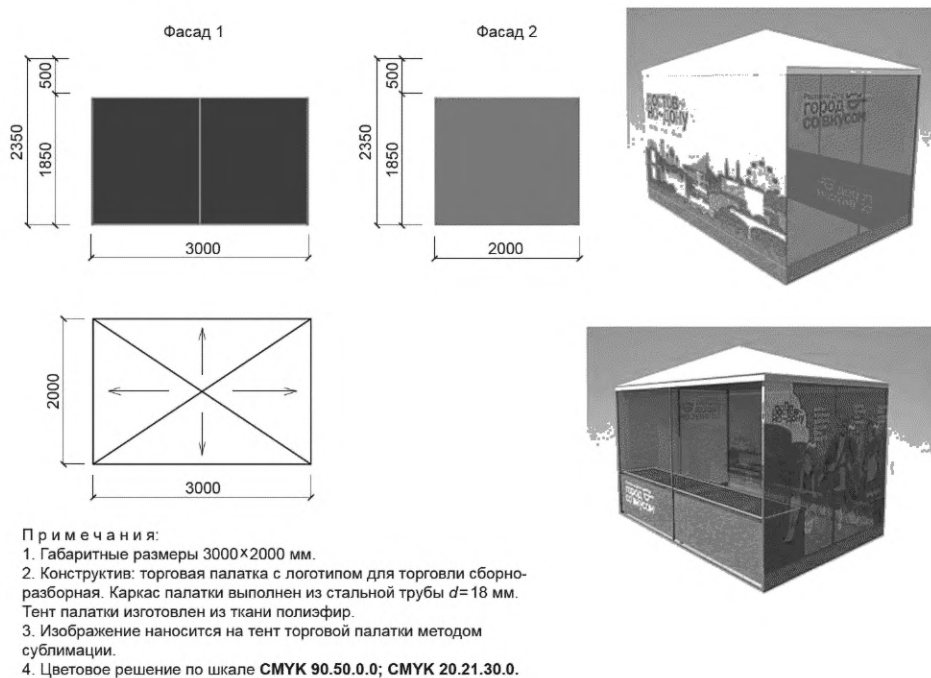 Фасад 1
Фасад 2
500
2350
1850
3000
500
2350
1850
2000
ростов-
на-дону
город
со вкусом
2000
3000
ростов-
на-дону
город
со вкусом
Примечания:
1. Габаритные размеры 3000×2000 мм.
2. Конструктив: торговая палатка с логотипом для торговли сборно-
разборная. Каркас палатки выполнен из стальной трубы d=18 мм.
Тент палатки изготовлен из ткани полиэфир.
3. Изображение наносится на тент торговой палатки методом
сублимации.
4. Цветовое решение по шкале CMYK 90.50.0.0; CMYK 20.21.30.0.